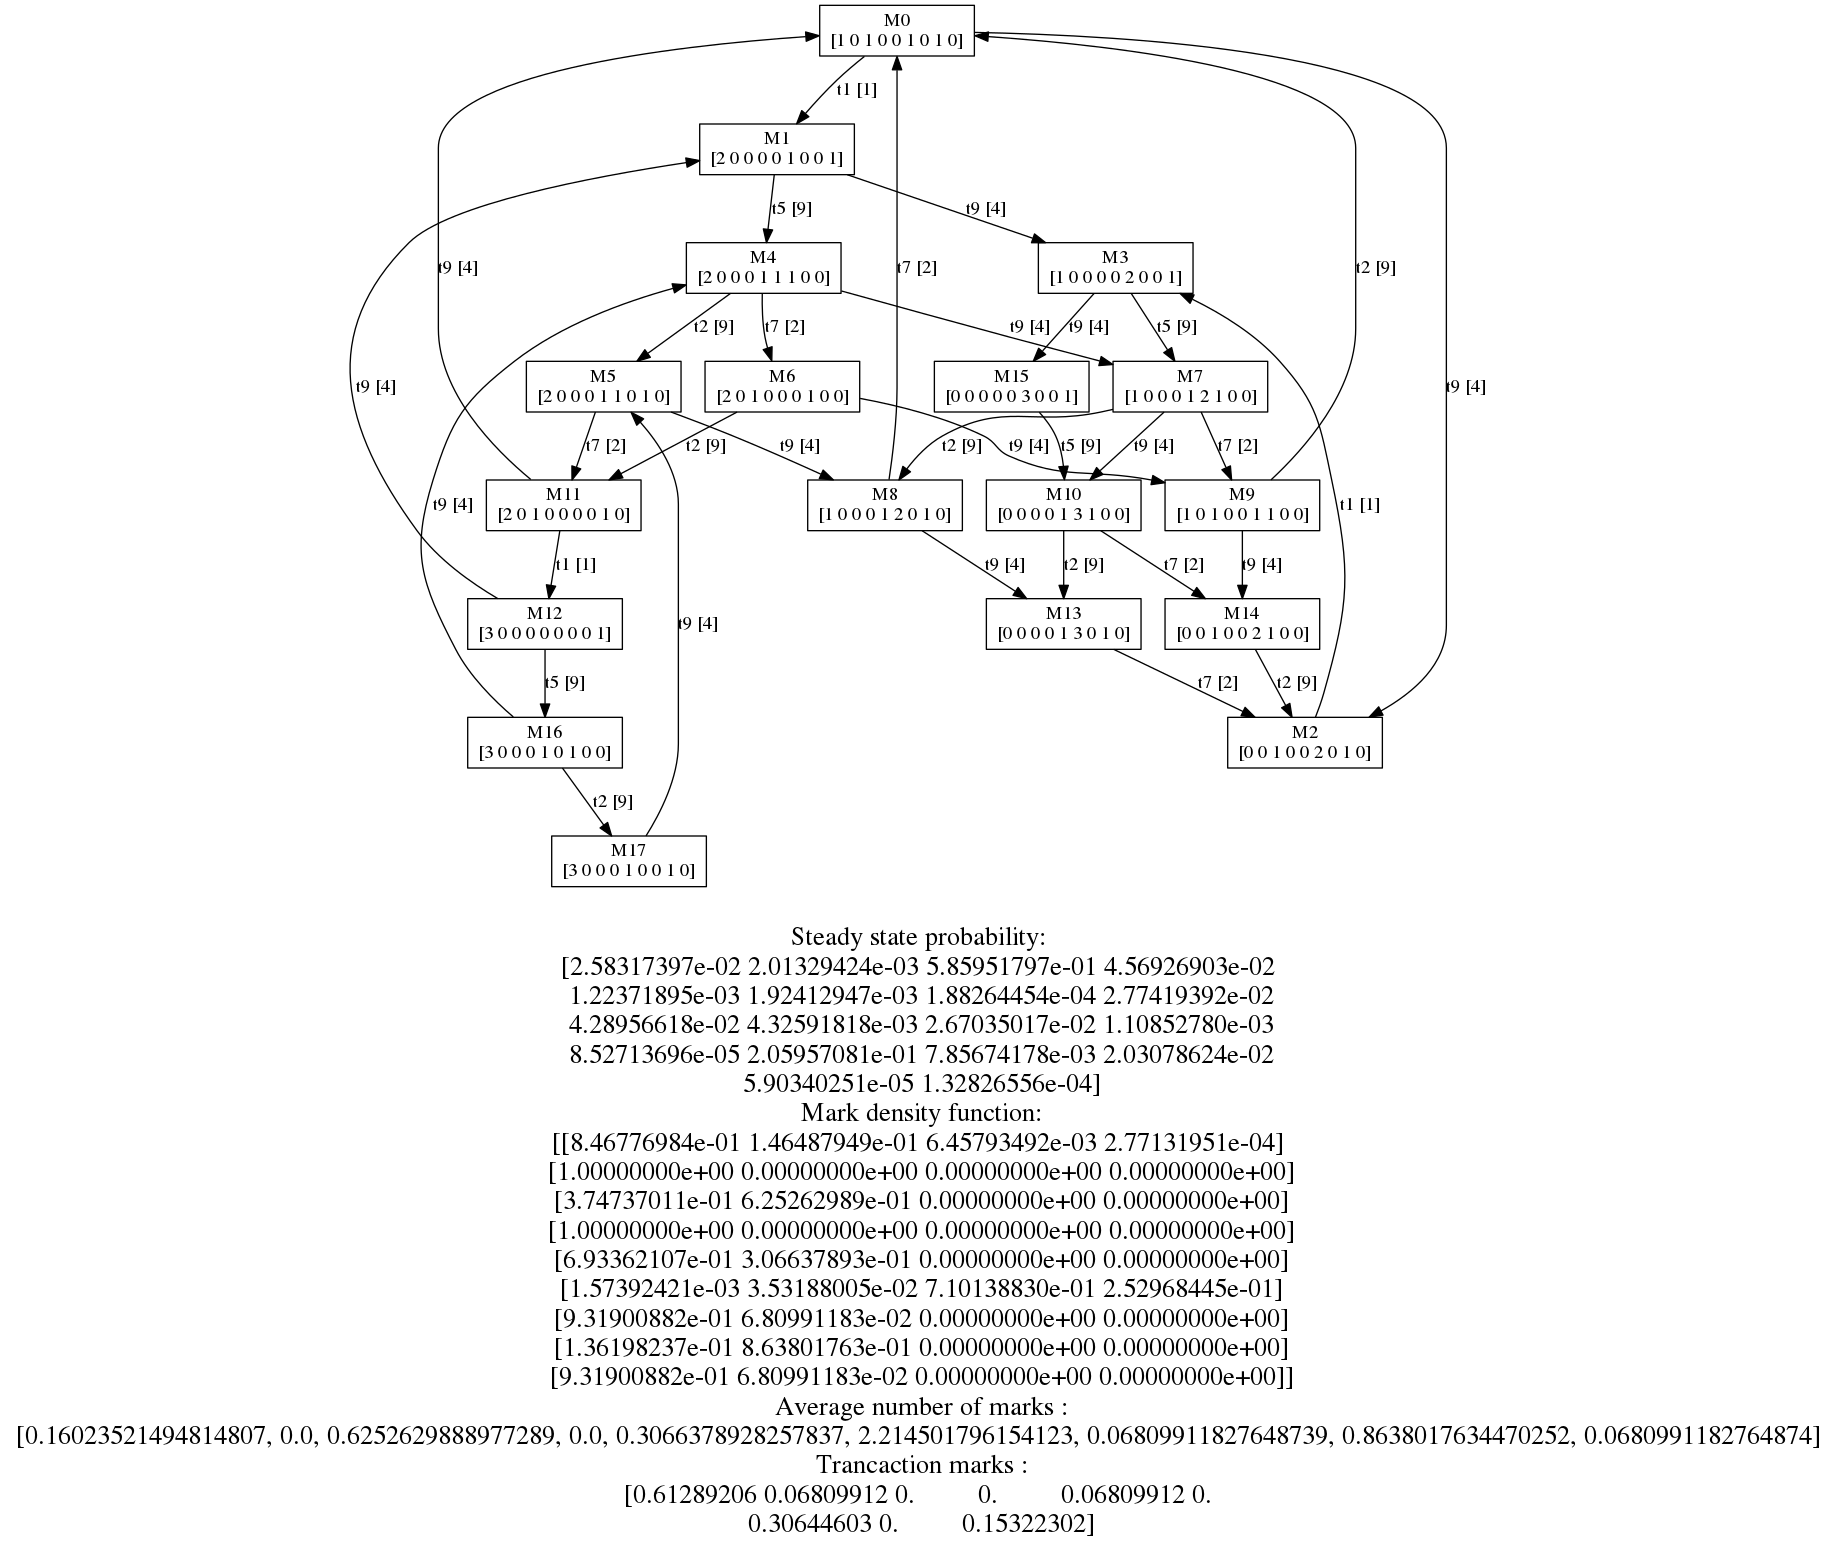 M0
[1 0 1 0 0 1 0 1 0]
t1 [1]
M1
[2 0 0 0 0 1 0 0 1]
t5 [9]
t9 [4]
M4
[2 0 0 0 1 1 1 0 0]
M3
[1 0 0 0 0 2 0 0 1]
t9 [4]
t7 [2]
t2 [9]
t2 [9]
t7 [2]
t9 [4]
t9 [4]
t5 [9]
M5
[2 0 0 0 1 1 0 1 0]
M6
[2 0 1 0 0 0 1 0 0]
M15
[0 0 0 0 0 3 0 0 1]
M7
[1 0 0 0 1 2 1 0 0]
t9 [4]
t9 [4]
t7 [2]
t2 [9]
t9 [4]
t2 [9]
t9 [4]
t5 [9]
t9 [4]
t7 [2]
M11
[2 0 1 0 0 0 0 1 0]
M8
[1 0 0 0 1 2 0 1 0]
M10
[0 0 0 0 1 3 1 0 0]
M9
[1 0 1 0 0 1 1 0 0]
t9 [4]
t1 [1]
t1 [1]
t9 [4]
t2 [9]
t7 [2]
t9 [4]
M12
[3 0 0 0 0 0 0 0 1]
M13
[0 0 0 0 1 3 0 1 0]
M14
[0 0 1 0 0 2 1 0 0]
t9 [4]
t5 [9]
t7 [2]
t2 [9]
M16
[3 0 0 0 1 0 1 0 0]
M2
[0 0 1 0 0 2 0 1 0]
t2 [9]
M17
[3 0 0 0 1 0 0 1 0]
Steady state probability:
[2.58317397e-02 2.01329424e-03 5.85951797e-01 4.56926903e-02
1.22371895e-03 1.92412947e-03 1.88264454e-04 2.77419392e-02
4.28956618e-02 4.32591818e-03 2.67035017e-02 1.10852780e-03
8.52713696e-05 2.05957081e-01 7.85674178e-03 2.03078624e-02
5.90340251e-05 1.32826556e-04]
Mark density function:
[[8.46776984e-01 1.46487949e-01 6.45793492e-03 2.77131951e-04]
[1.00000000e+00 0.00000000e+00 0.00000000e+00 0.00000000e+00]
[3.74737011e-01 6.25262989e-01 0.00000000e+00 0.00000000e+00]
[1.00000000e+00 0.00000000e+00 0.00000000e+00 0.00000000e+00]
[6.93362107e-01 3.06637893e-01 0.00000000e+00 0.00000000e+00]
[1.57392421e-03 3.53188005e-02 7.10138830e-01 2.52968445e-01]
[9.31900882e-01 6.80991183e-02 0.00000000e+00 0.00000000e+00]
[1.36198237e-01 8.63801763e-01 0.00000000e+00 0.00000000e+00]
[9.31900882e-01 6.80991183e-02 0.00000000e+00 0.00000000e+00]]
Average number of marks :
[0.16023521494814807, 0.0, 0.6252629888977289, 0.0, 0.3066378928257837, 2.214501796154123, 0.06809911827648739, 0.8638017634470252, 0.0680991182764874]
Trancaction marks :
[0.61289206 0.06809912 0. 0. 0.06809912 0.
0.30644603 0. 0.15322302]